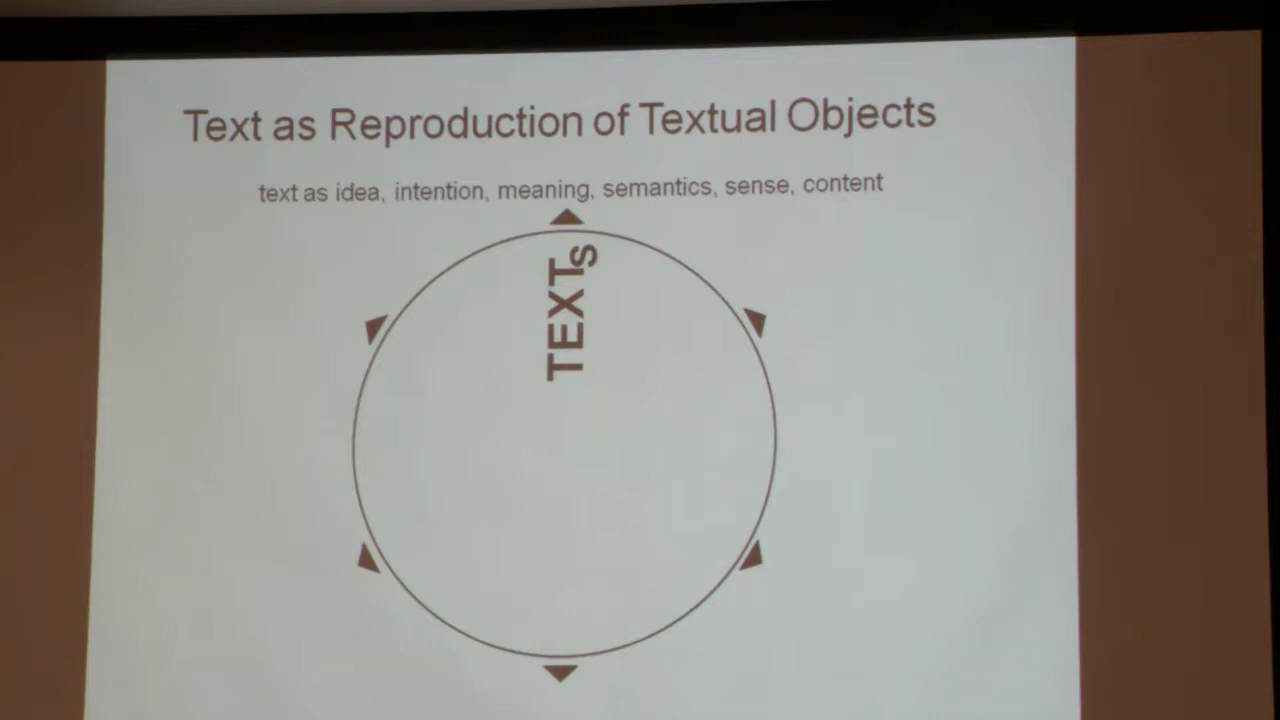 Text as Reproduction of Textual Objects
text as idea, intention, meaning, semantics, sense, content
TEXTS